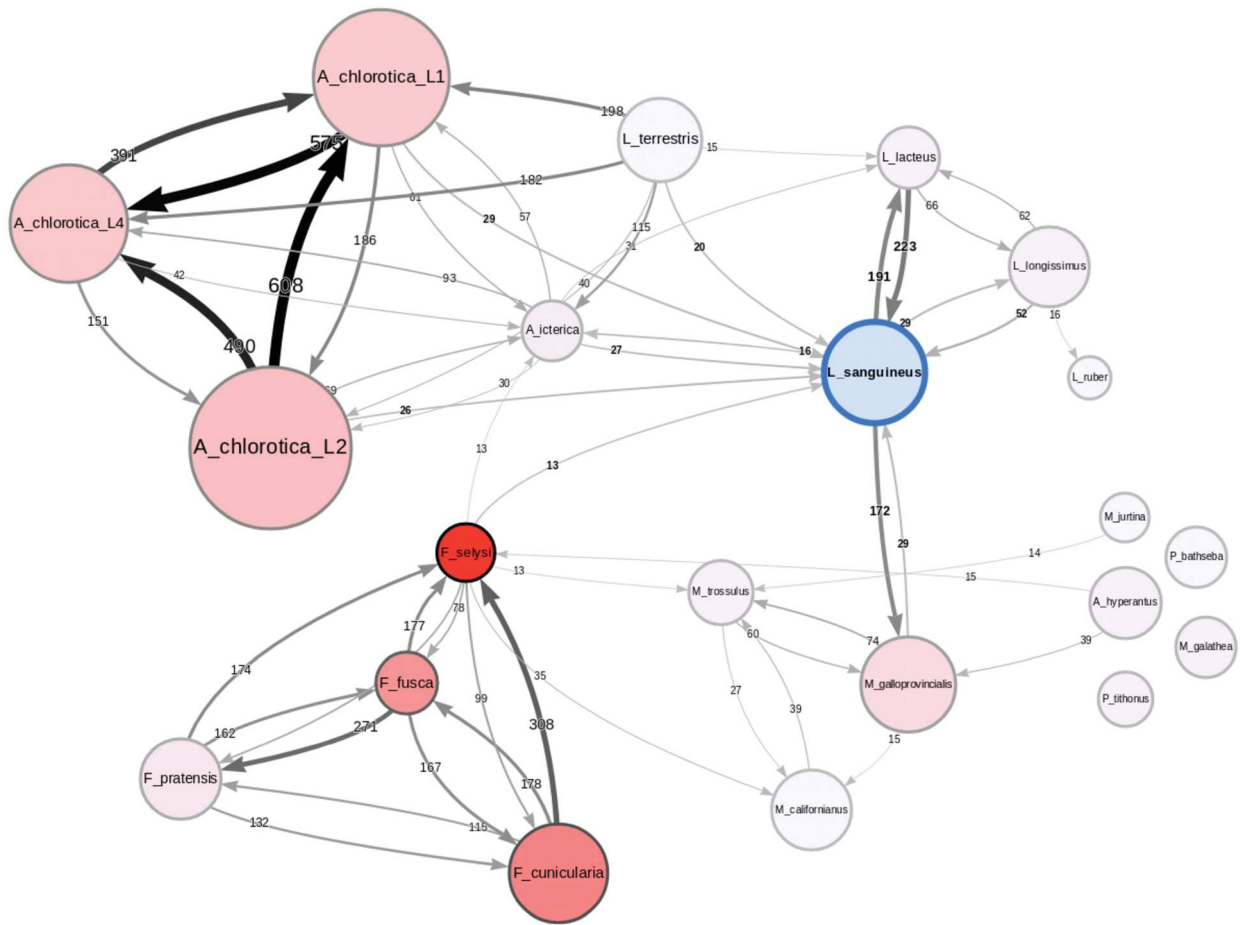 A_chlorotica_L1
198
391
575
L_terrestris
15
L_lacteus
182
61
66
62
A_chlorotica_L4
29
57
115
31
20
223
186
L_longissimus
42
93
40
191
608
151
A_icterica
29
52
16
490
27
16
L_sanguineus
L_ruber
30
26
A_chlorotica_L2
13
13
172
M_jurtina
F_selysi
29
14
P_bathseba
13
15
M_trossulus
A_hyperantus
78
177
60
74
39
M_galathea
174
35
F_fusca
27
M_galloprovincialis
P_tithonus
99
39
162
271
308
15
F_pratensis
167
178
M_californianus
132
115
F_cunicularia